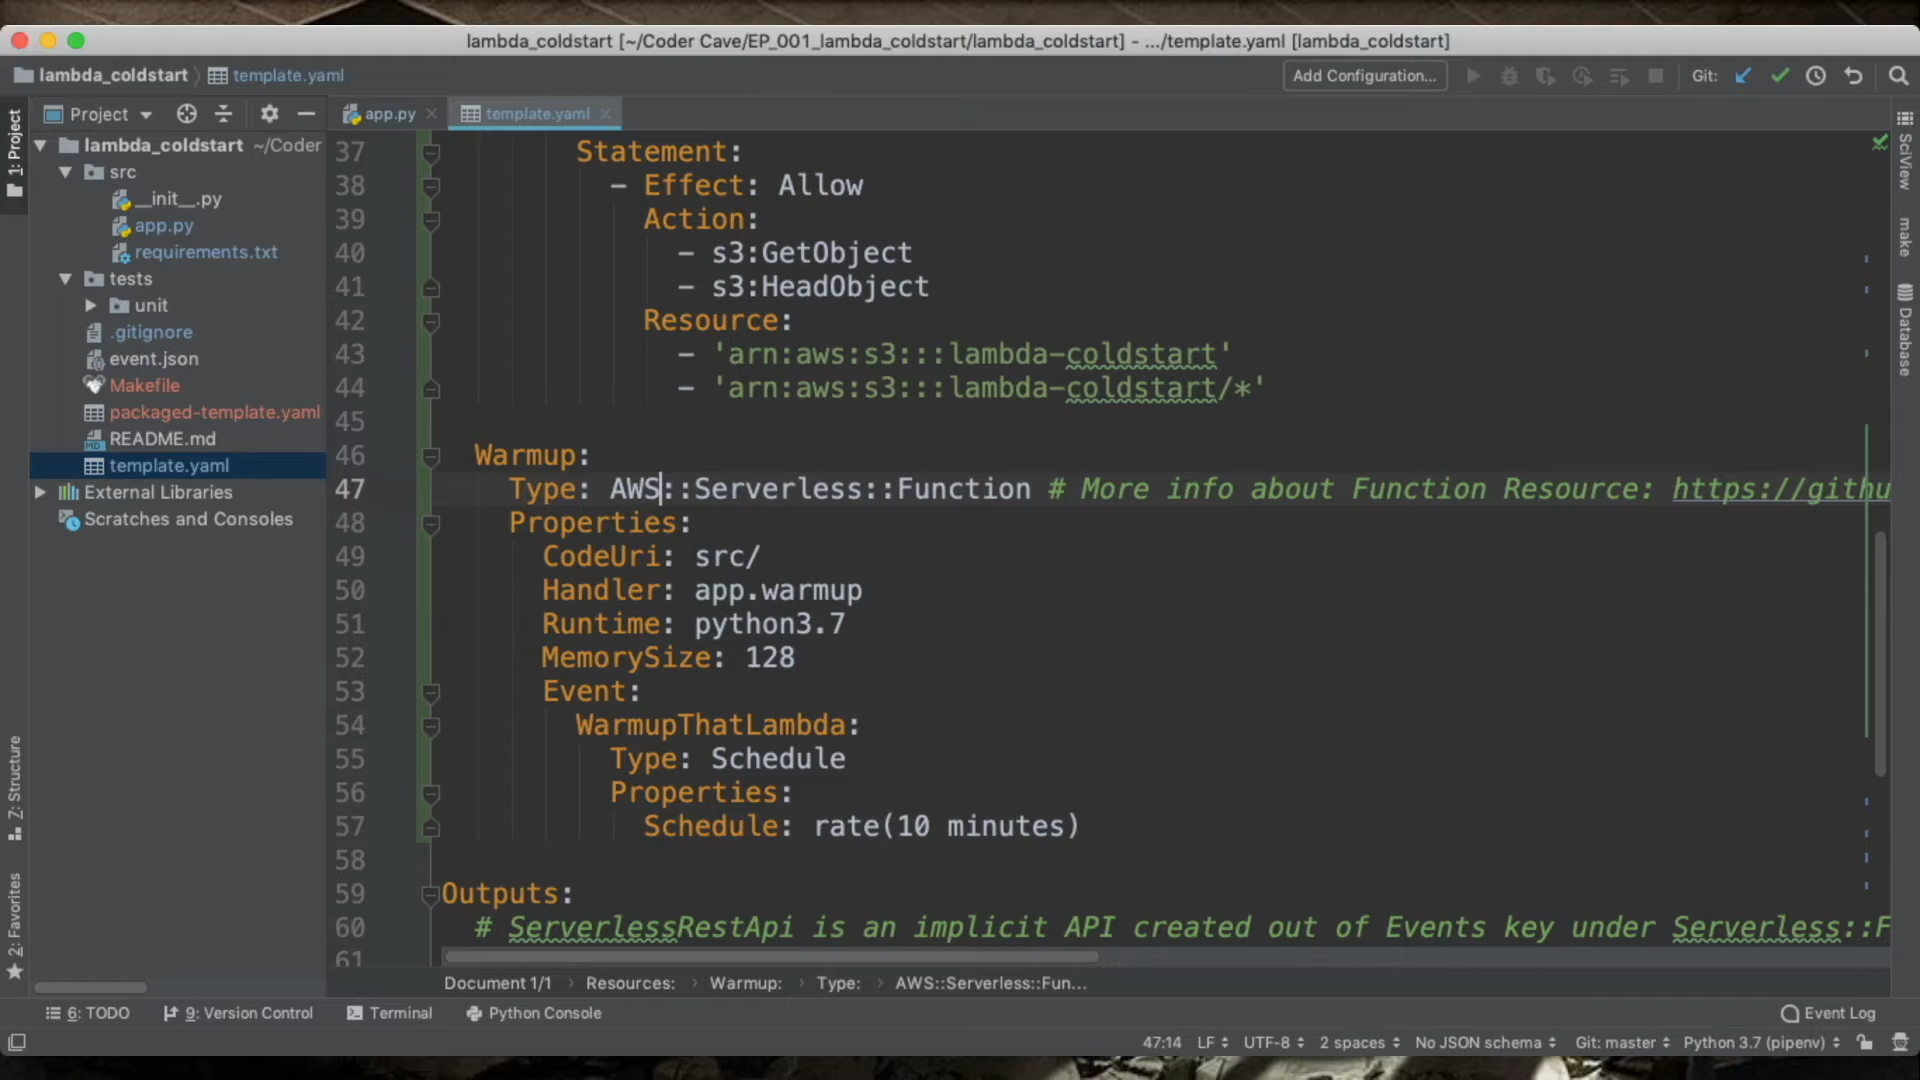 lambda_coldstart [~/Coder Cave/EP_001_lambda_coldstart/lambda_coldstart] - .../template.yaml [lambda_coldstart]
lambda_coldstart template.yaml Add Configuration... Git:
Project app.py template.yaml
1: Project
lambda_coldstart ~/Coder
src
__init__.py
app.py
requirements.txt
tests
unit
.gitignore
event.json
Makefile
packaged-template.yaml
README.md
template.yaml
External Libraries
Scratches and Consoles
7: Structure
2: Favorites
37 Statement:
38 - Effect: Allow
39 Action:
40 - s3:GetObject
41 - s3:HeadObject
42 Resource:
43 - 'arn:aws:s3:::lambda-coldstart'
44 - 'arn:aws:s3:::lambda-coldstart/*'
45
46 Warmup:
47 Type: AWS::Serverless::Function # More info about Function Resource: https://githu
48 Properties:
49 CodeUri: src/
50 Handler: app.warmup
51 Runtime: python3.7
52 MemorySize: 128
53 Event:
54 WarmupThatLambda:
55 Type: Schedule
56 Properties:
57 Schedule: rate(10 minutes)
58
59 Outputs:
60 # ServerlessRestApi is an implicit API created out of Events key under Serverless::F
61
SciView
make
Database
Document 1/1 Resources: Warmup: Type: AWS::Serverless::Fun...
6: TODO 9: Version Control Terminal Python Console Event Log
47:14 LF UTF-8 2 spaces No JSON schema Git: master Python 3.7 (pipenv)